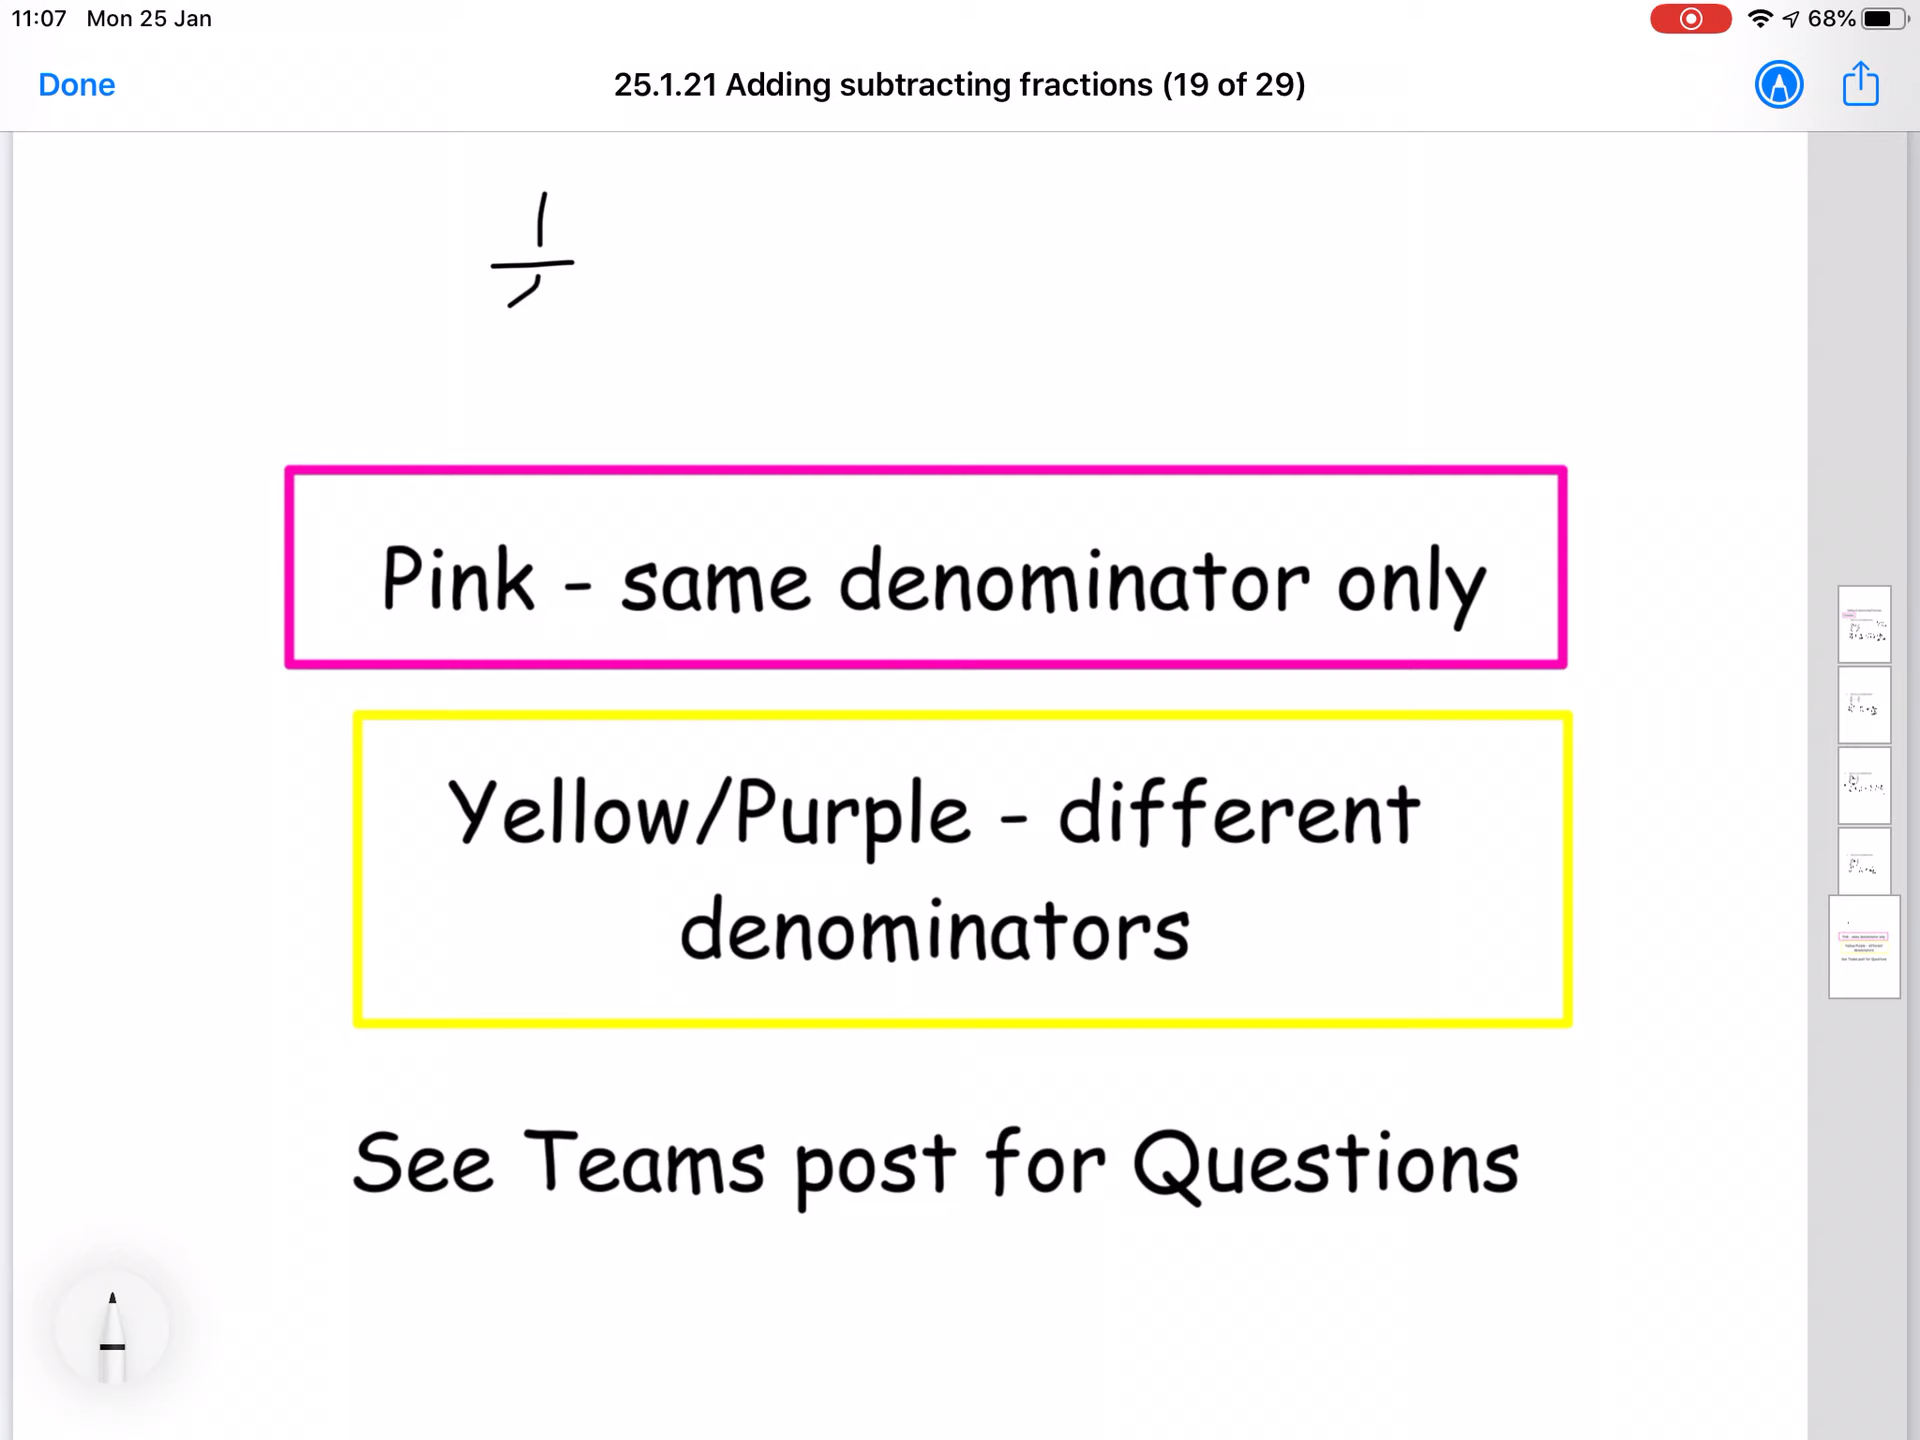 11:07 Mon 25 Jan
68%
Done
25.1.21 Adding subtracting fractions (19 of 29)
1
Pink - same denominator only
Yellow/Purple - different
denominators
See Teams post for Questions